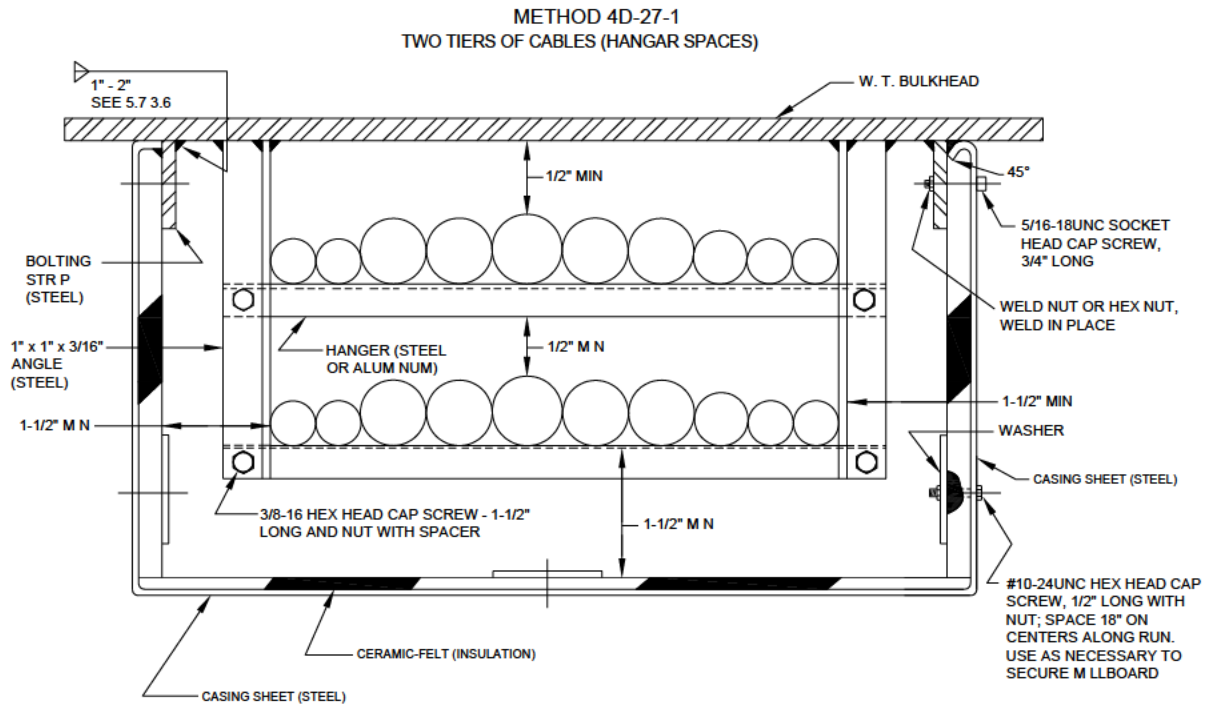 METHOD 4D-27-1
TWO TIERS OF CABLES (HANGAR SPACES)
1" - 2"
SEE 5.7 3.6
W. T. BULKHEAD
1/2" MIN
45°
5/16-18UNC SOCKET
HEAD CAP SCREW,
3/4" LONG
BOLTING
STR P
(STEEL)
WELD NUT OR HEX NUT,
WELD IN PLACE
1" x 1" x 3/16"
ANGLE
(STEEL)
HANGER (STEEL
OR ALUM NUM)
1/2" M N
1-1/2" M N
1-1/2" MIN
WASHER
CASING SHEET (STEEL)
3/8-16 HEX HEAD CAP SCREW - 1-1/2"
LONG AND NUT WITH SPACER
1-1/2" M N
#10-24UNC HEX HEAD CAP
SCREW, 1/2" LONG WITH
NUT; SPACE 18" ON
CENTERS ALONG RUN.
USE AS NECESSARY TO
SECURE M LLBOARD
CERAMIC-FELT (INSULATION)
CASING SHEET (STEEL)